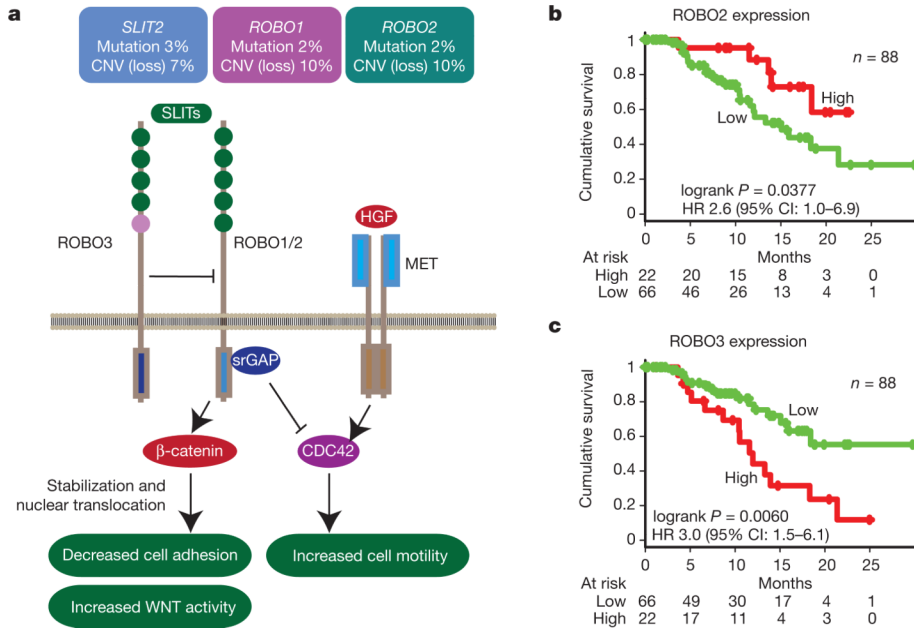 a
SLIT2
Mutation 3%
CNV (loss) 7%
ROBO1
Mutation 2%
CNV (loss) 10%
ROBO2
Mutation 2%
CNV (loss) 10%
SLITs
ROBO3
ROBO1/2
HGF
MET
srGAP
β-catenin
CDC42
Stabilization and
nuclear translocation
Decreased cell adhesion
Increased cell motility
Increased WNT activity
b
ROBO2 expression
Cumulative survival
1
0.8
0.6
0.4
0.2
0
n = 88
High
Low
logrank P = 0.0377
HR 2.6 (95% CI: 1.0–6.9)
0 5 10 15 20 25 30
At risk
Months
High 22 20 15 8 3 0
Low 66 46 26 13 4 1
c
ROBO3 expression
Cumulative survival
1
0.8
0.6
0.4
0.2
0
n = 88
Low
High
logrank P = 0.0060
HR 3.0 (95% CI: 1.5–6.1)
0 5 10 15 20 25 30
At risk
Months
Low 66 49 30 17 4 1
High 22 17 11 4 3 0